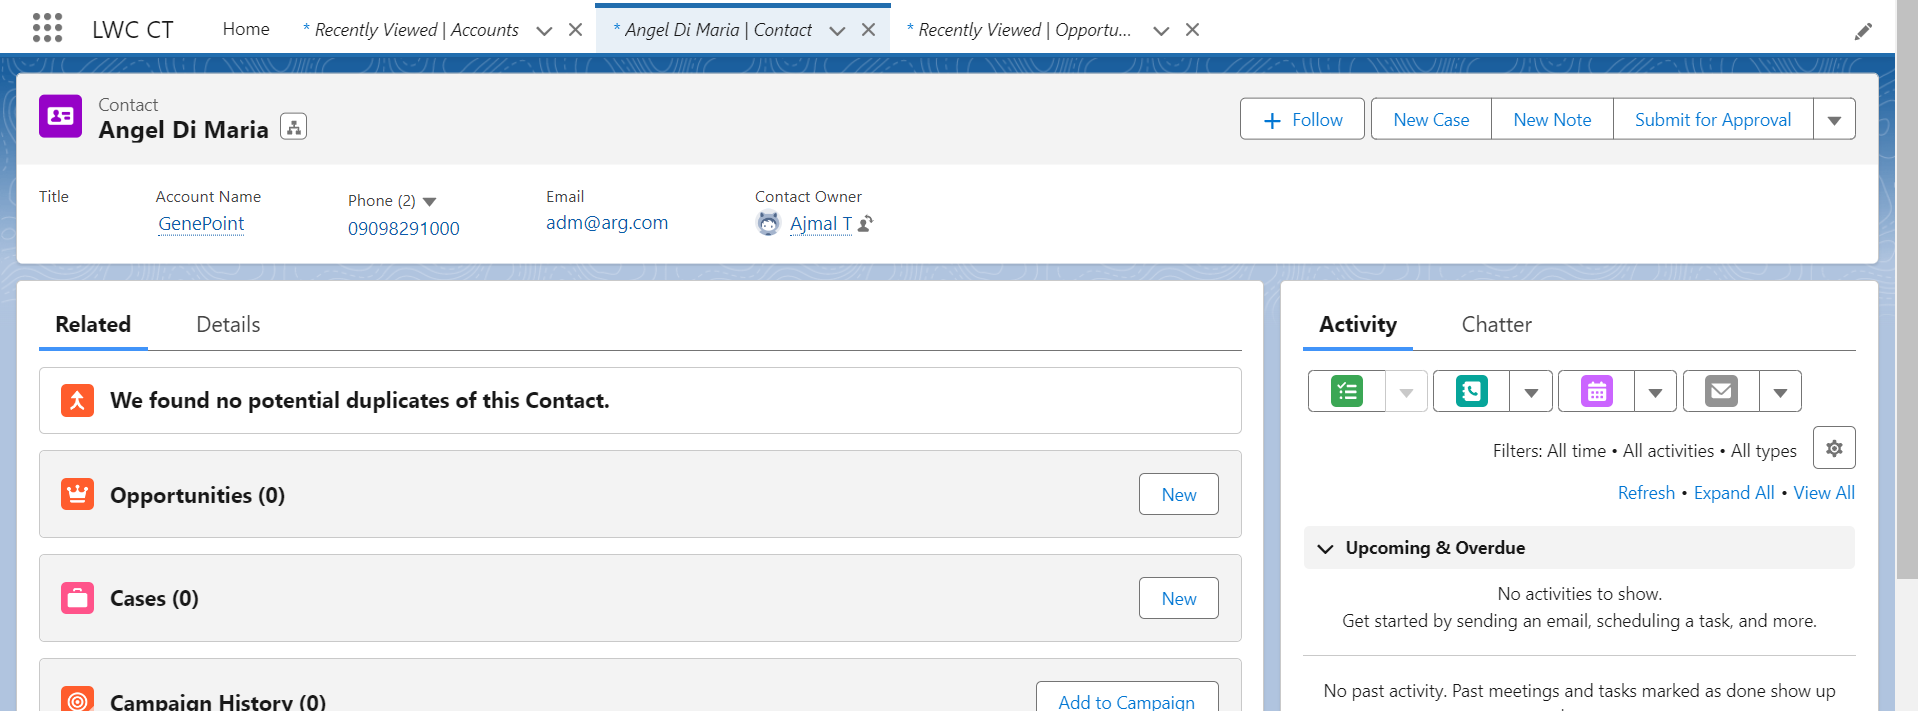 LWC CT
Home
* Recently Viewed | Accounts
* Angel Di Maria | Contact
* Recently Viewed | Opportu...
Contact
Angel Di Maria
Follow
New Case
New Note
Submit for Approval
Title
Account Name
GenePoint
Phone (2)
09098291000
Email
adm@arg.com
Contact Owner
Ajmal T
Related
Details
We found no potential duplicates of this Contact.
Opportunities (0)
New
Cases (0)
New
Campaign History (0)
Add to Campaign
Activity
Chatter
Filters: All time • All activities • All types
Refresh • Expand All • View All
Upcoming & Overdue
No activities to show.
Get started by sending an email, scheduling a task, and more.
No past activity. Past meetings and tasks marked as done show up